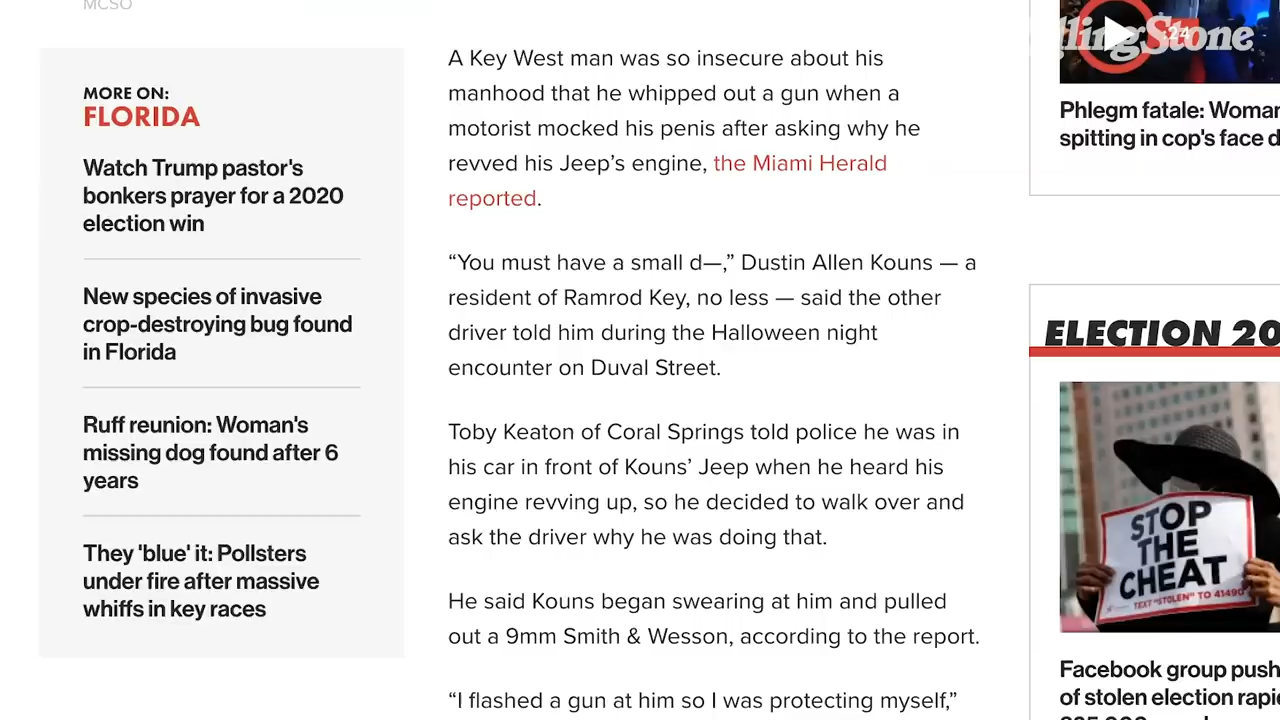 MCSO
MORE ON:
FLORIDA
Watch Trump pastor's
bonkers prayer for a 2020
election win
New species of invasive
crop-destroying bug found
in Florida
Ruff reunion: Woman's
missing dog found after 6
years
They 'blue' it: Pollsters
under fire after massive
whiffs in key races
A Key West man was so insecure about his
manhood that he whipped out a gun when a
motorist mocked his penis after asking why he
revved his Jeep’s engine, the Miami Herald
reported.
“You must have a small d—,” Dustin Allen Kouns — a
resident of Ramrod Key, no less — said the other
driver told him during the Halloween night
encounter on Duval Street.
Toby Keaton of Coral Springs told police he was in
his car in front of Kouns’ Jeep when he heard his
engine revving up, so he decided to walk over and
ask the driver why he was doing that.
He said Kouns began swearing at him and pulled
out a 9mm Smith & Wesson, according to the report.
“I flashed a gun at him so I was protecting myself,”
llingStone
:24
Phlegm fatale: Woman
spitting in cop's face d
ELECTION 20
STOP
THE
CHEAT
TEXT "STOLEN" TO 41490
Facebook group push
of stolen election rapi